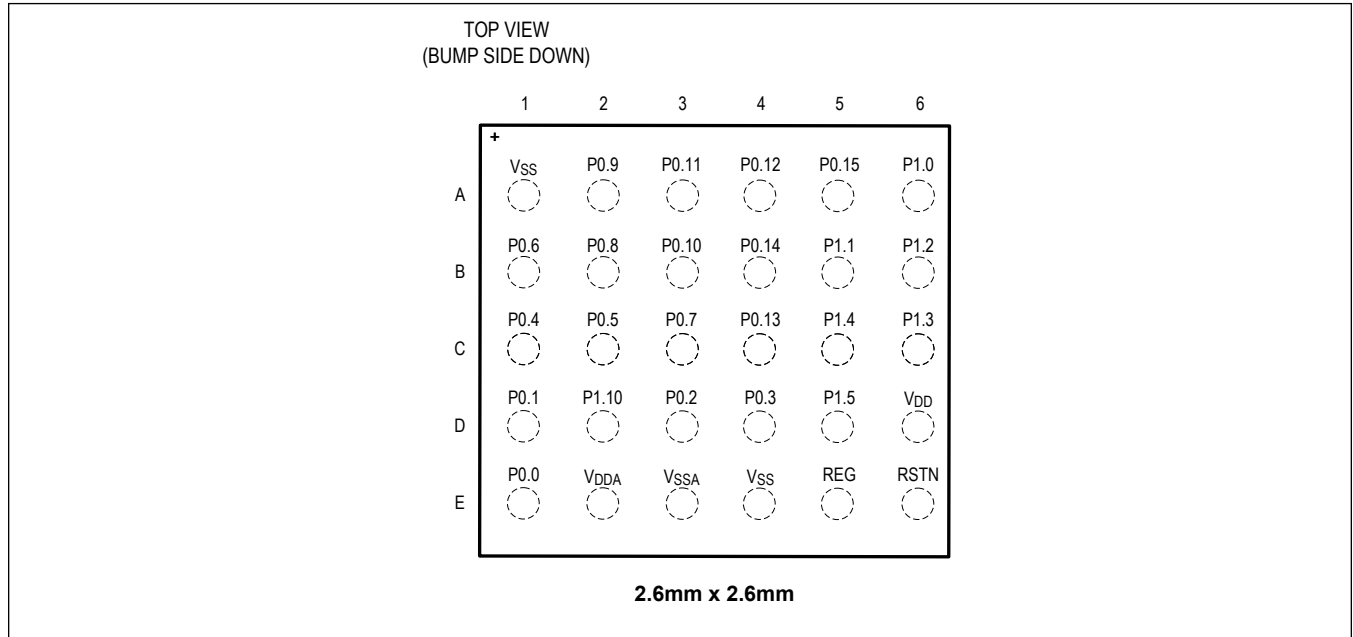 TOP VIEW
(BUMP SIDE DOWN)
1 2 3 4 5 6
+
VSS P0.9 P0.11 P0.12 P0.15 P1.0
A
P0.6 P0.8 P0.10 P0.14 P1.1 P1.2
B
P0.4 P0.5 P0.7 P0.13 P1.4 P1.3
C
P0.1 P1.10 P0.2 P0.3 P1.5 VDD
D
P0.0 VDDA VSSA VSS REG RSTN
E
2.6mm x 2.6mm